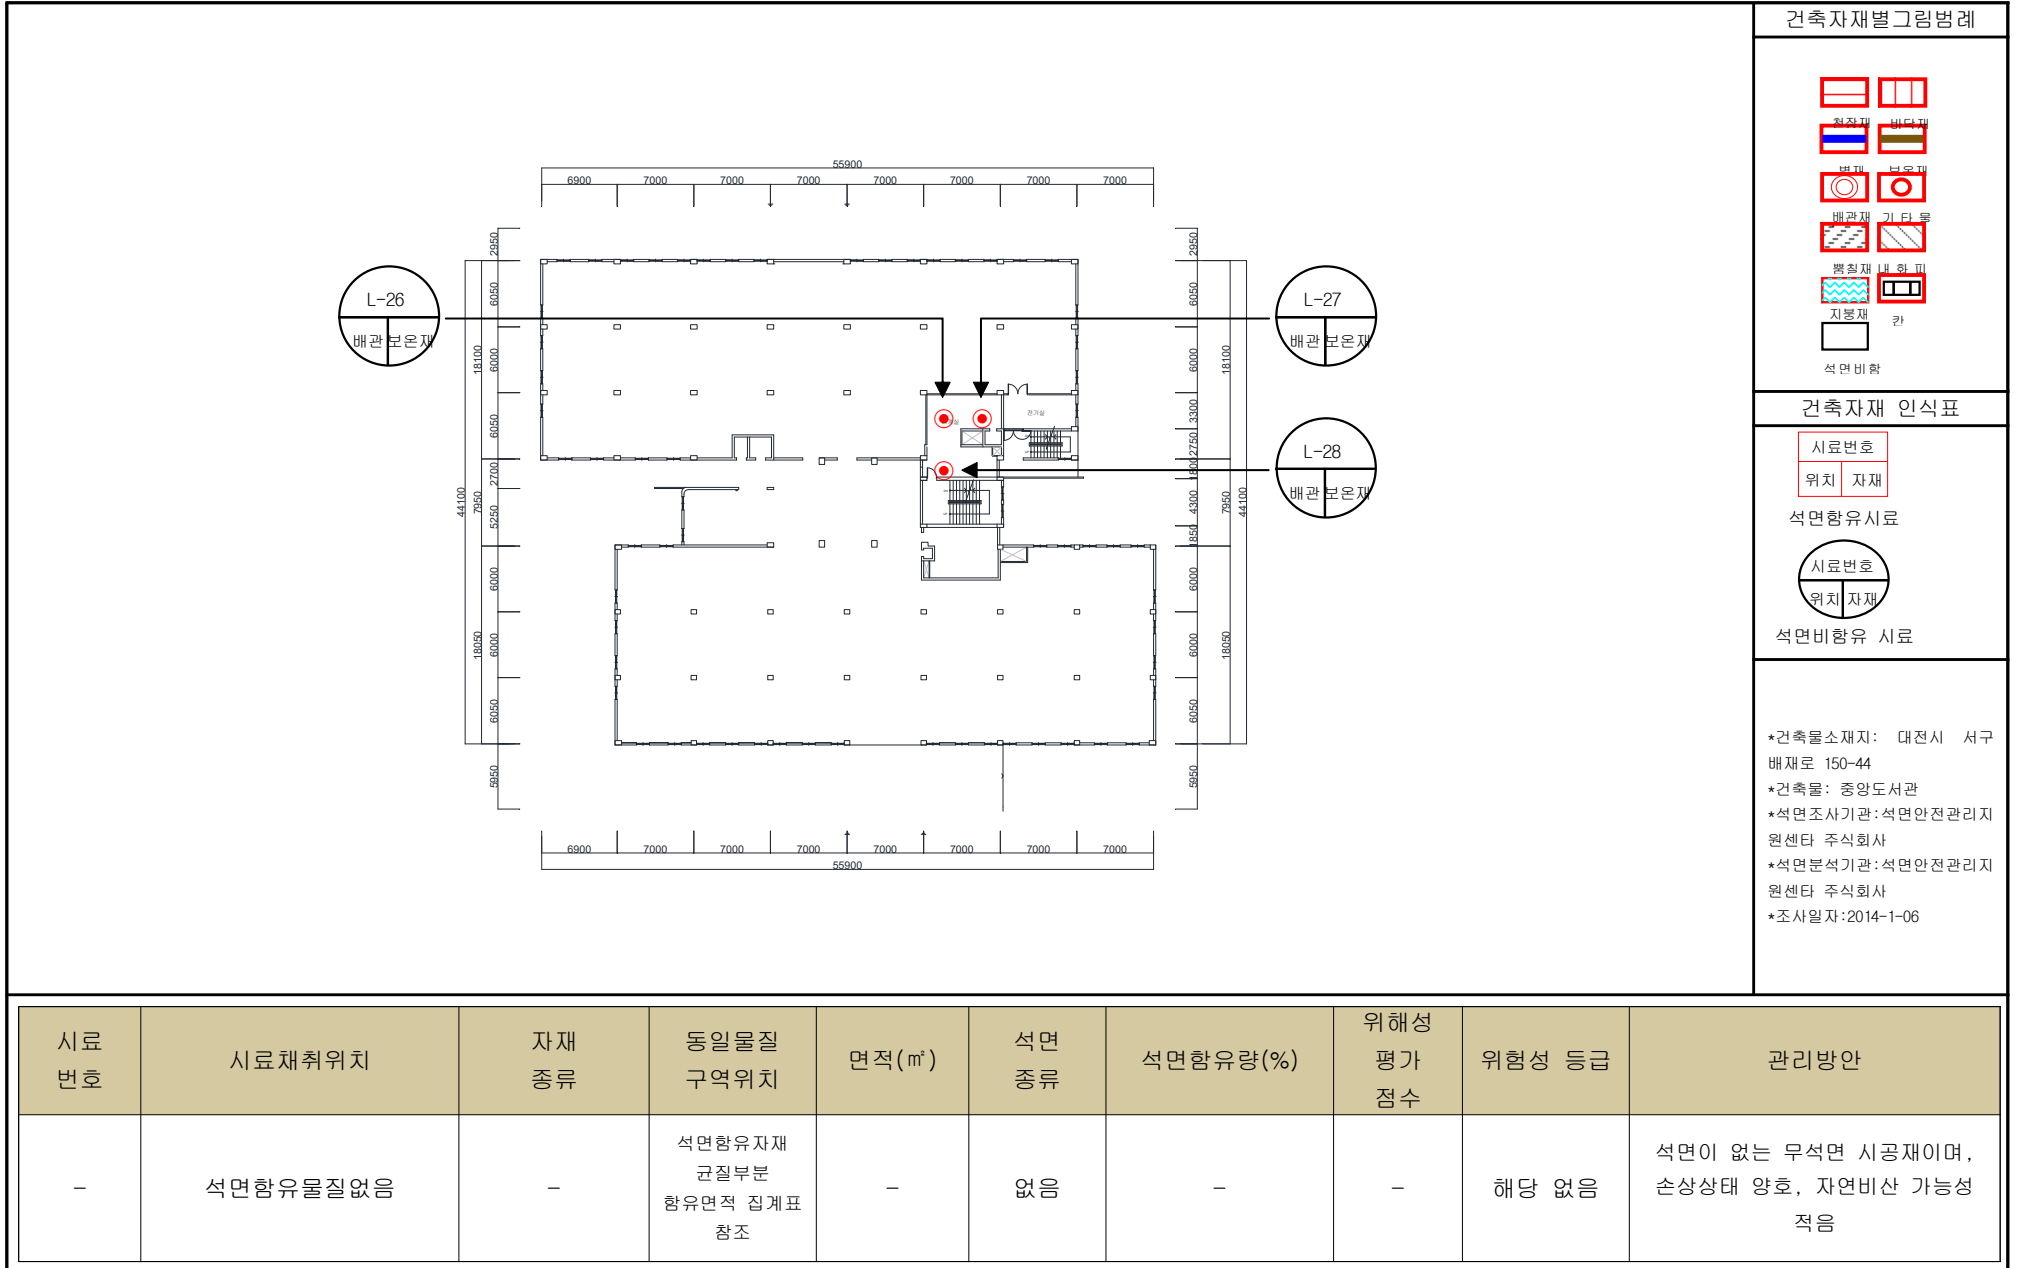 건축자재별그림범례
천장재 바닥재
벽재 보온재
배관재 기타물
뿜칠재 내화피
지붕재 칸
석면비함
건축자재 인식표
시료번호
위치 자재
석면함유시료
시료번호
위치 자재
석면비함유 시료
*건축물소재지: 대전시 서구
배재로 150-44
*건축물: 중앙도서관
*석면조사기관:석면안전관리지
원센타 주식회사
*석면분석기관:석면안전관리지
원센타 주식회사
*조사일자:2014-1-06
55900
6900 7000 7000 7000 7000 7000 7000 7000
L-26
배관 보온재
L-27
배관 보온재
L-28
배관 보온재
전기실
2950
6050
6000
6050
2700
5250
6000
6000
6050
5950
18100
7950
18050
44100
2950
6050
6000
3300
2750
1800
4300
1850
6000
6000
6050
5950
18100
7950
18050
44100
6900 7000 7000 7000 7000 7000 7000 7000
55900
시료
번호
시료채취위치
자재
종류
동일물질
구역위치
면적(㎡)
석면
종류
석면함유량(%)
위해성
평가
점수
위험성 등급
관리방안
-
석면함유물질없음
-
석면함유자재
균질부분
함유면적 집계표
참조
-
없음
-
-
해당 없음
석면이 없는 무석면 시공재이며,
손상상태 양호, 자연비산 가능성
적음